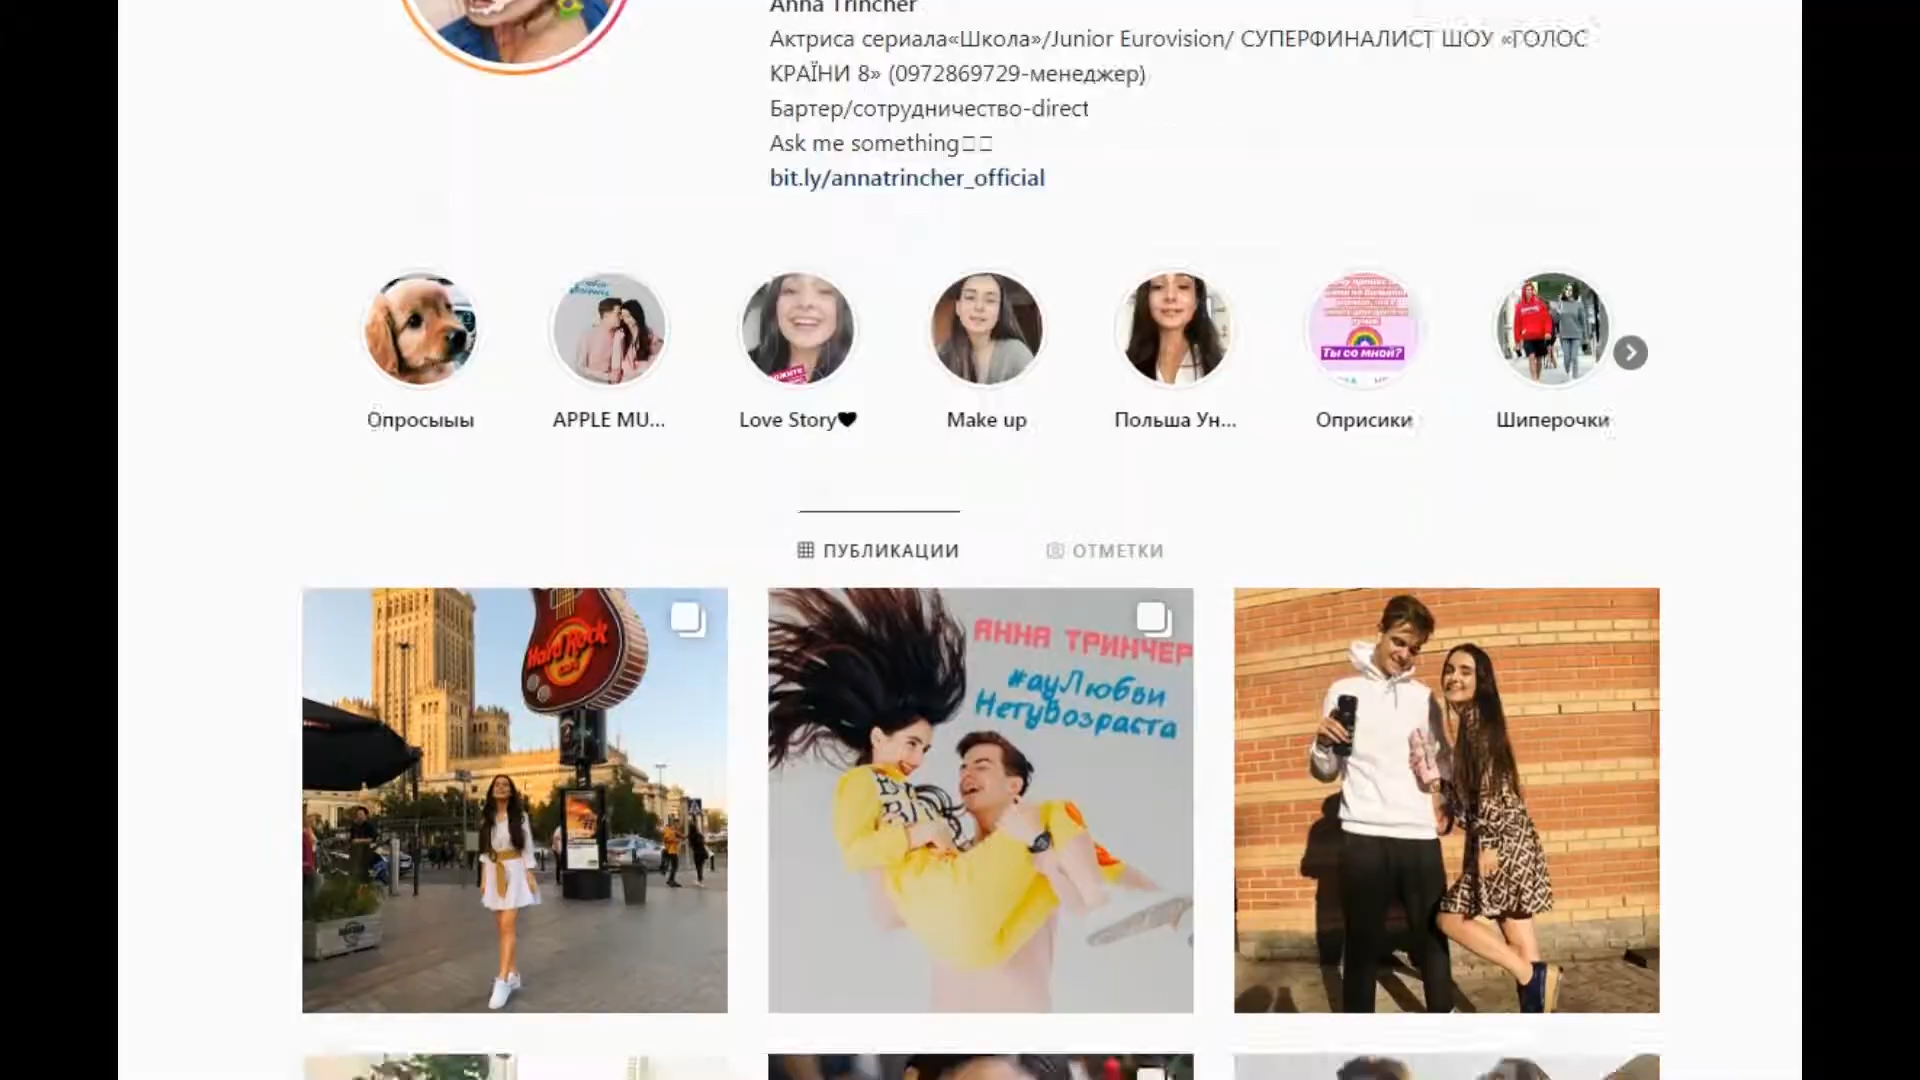 Anna Trincher
Актриса сериала«Школа»/Junior Eurovision/ СУПЕРФИНАЛИСТ ШОУ «ГОЛОС
КРАЇНИ 8» (0972869729-менеджер)
Бартер/сотрудничество-direct
Ask me something
bit.ly/annatrincher_official
Ты со мной?
Опросыыы
APPLE MU...
Love Story🖤
Make up
Польша Ун...
Оприсики
Шиперочки
ПУБЛИКАЦИИ
ОТМЕТКИ
Hard Rock
АННА ТРИНЧЕР
#ауЛюбви
НетуВозраста